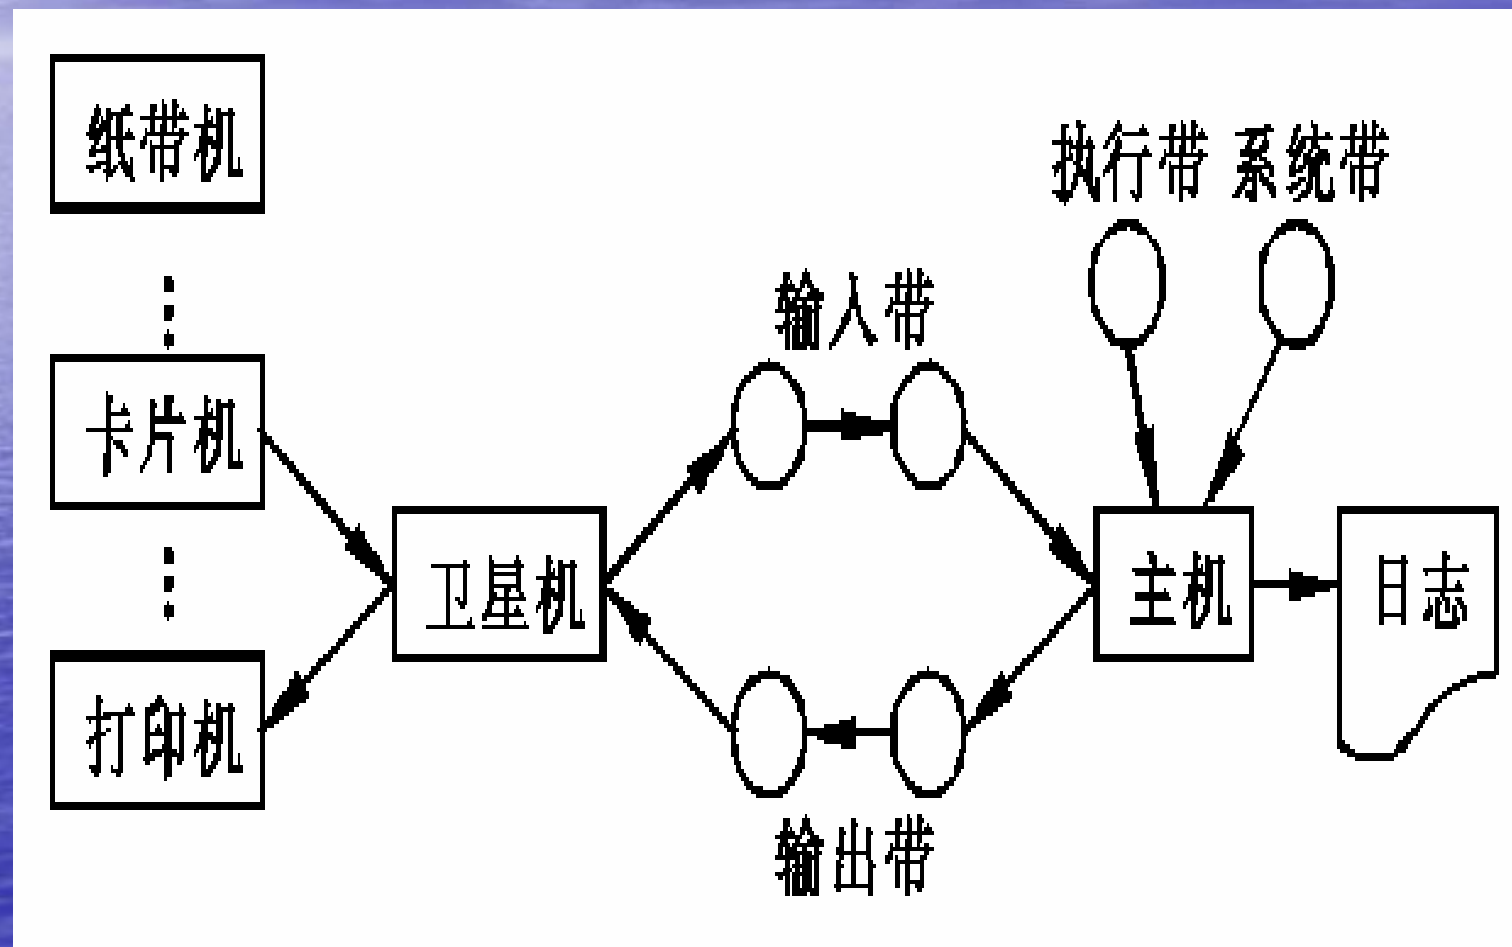 纸带机
执行带 系统带
输入带
卡片机
卫星机
主机
日志
打印机
输出带